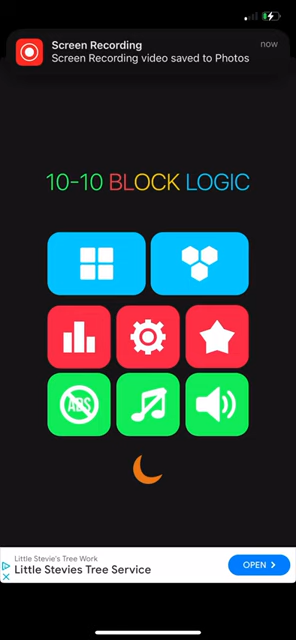 Screen Recording
now
Screen Recording video saved to Photos
10-10 BLOCK LOGIC
ADS
Little Stevie's Tree Work
Little Stevies Tree Service
OPEN